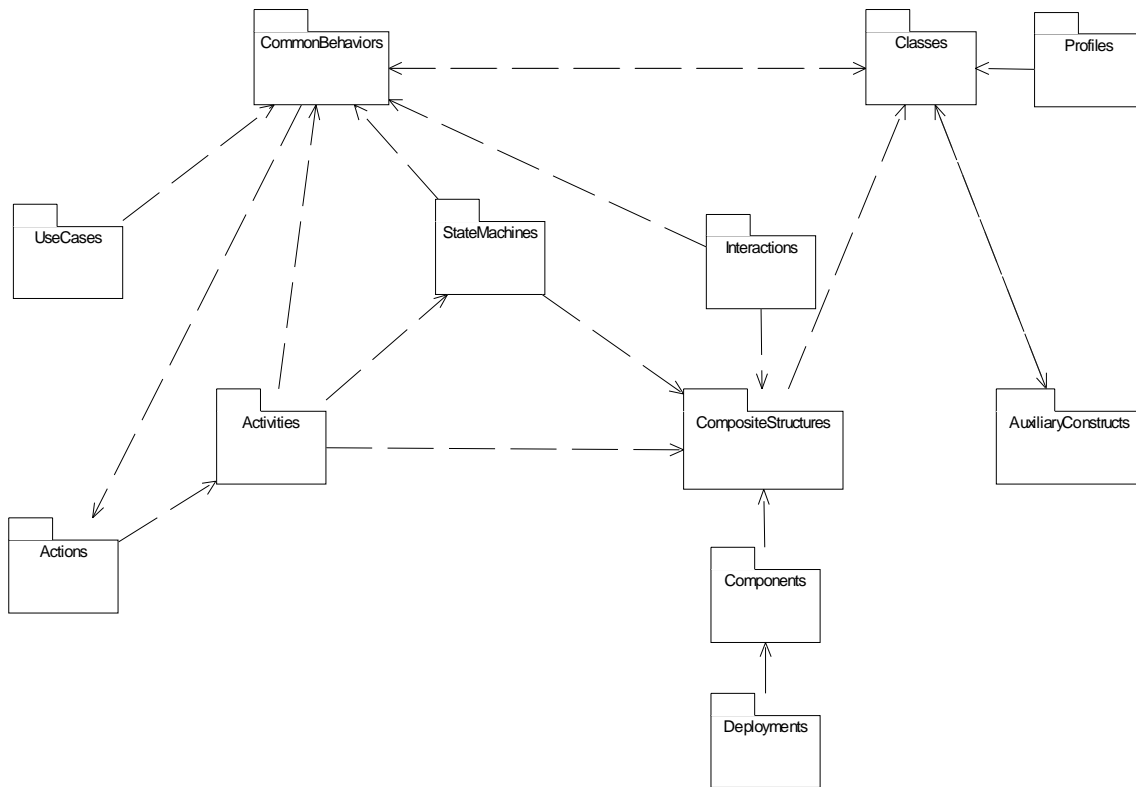 CommonBehaviors
Classes
Profiles
UseCases
StateMachines
Interactions
Activities
CompositeStructures
AuxiliaryConstructs
Actions
Components
Deployments